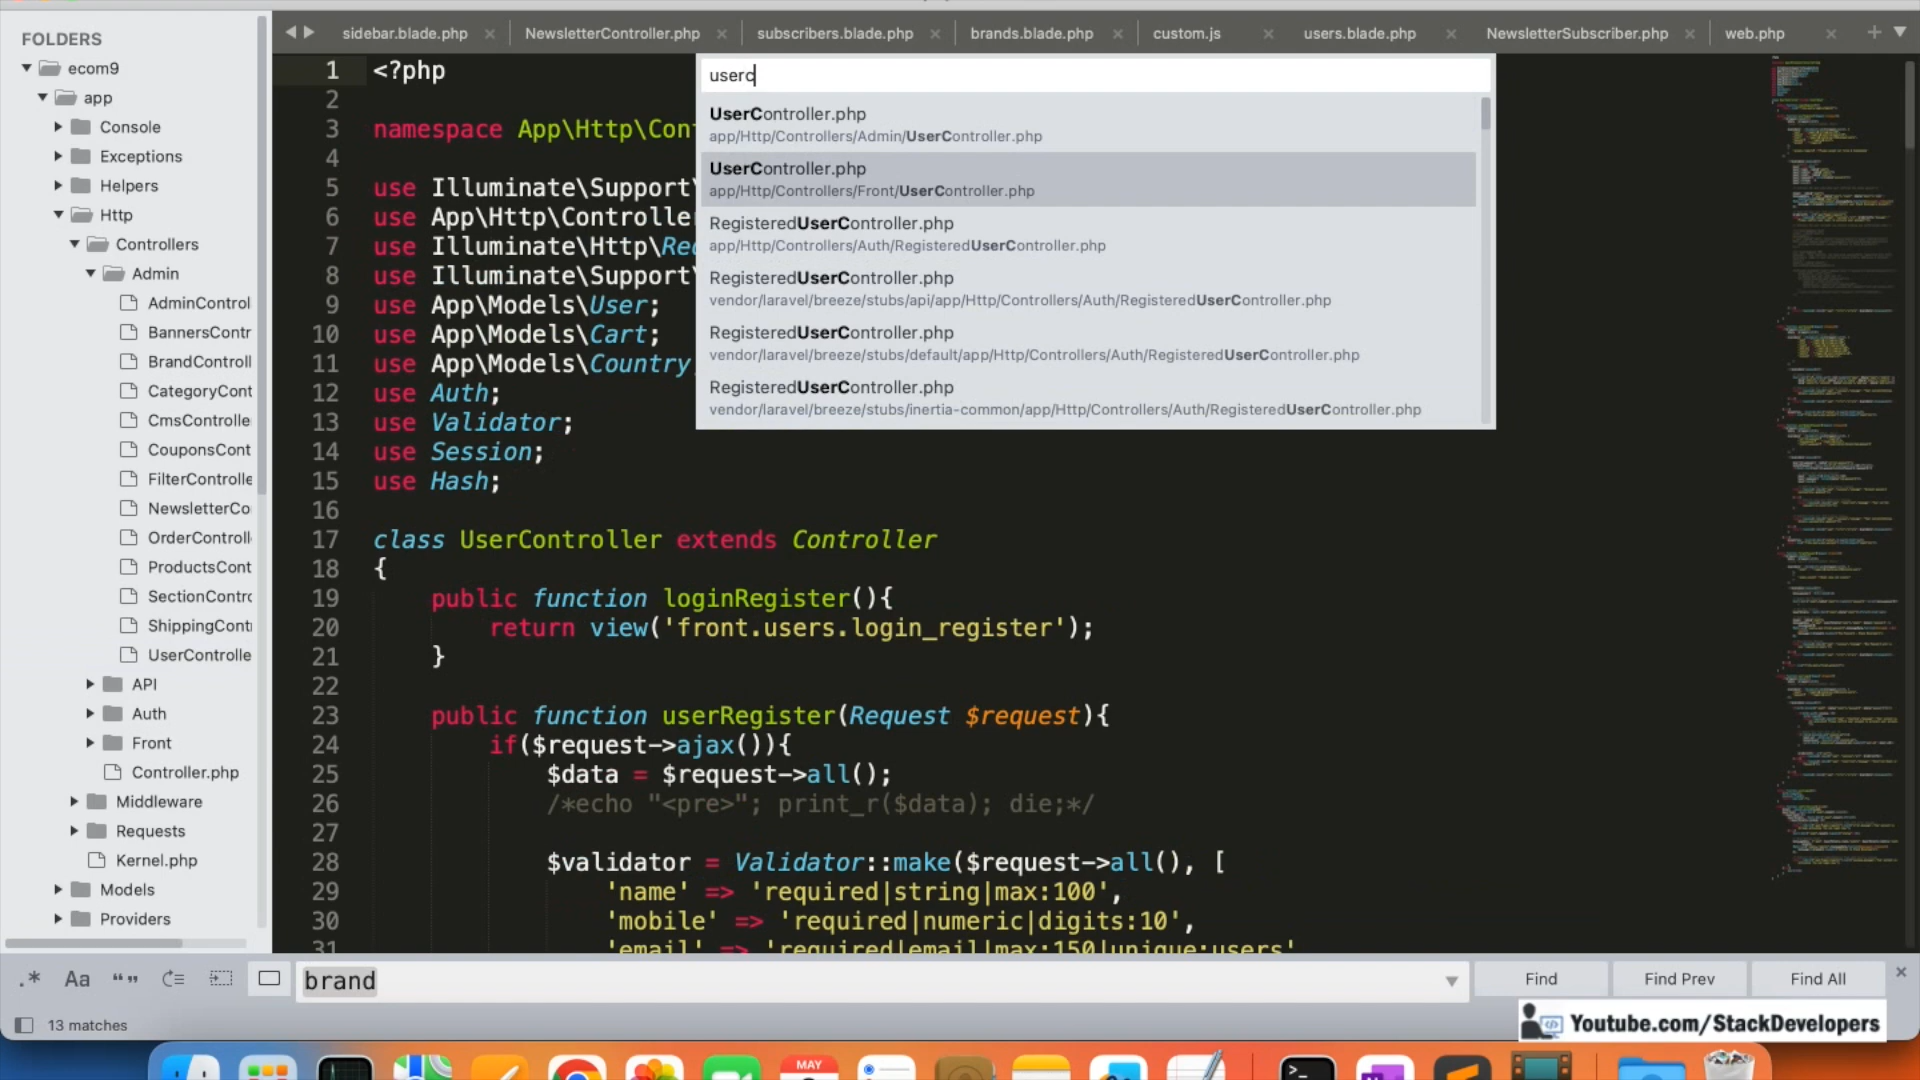 FOLDERS
ecom9
app
Console
Exceptions
Helpers
Http
Controllers
Admin
AdminControl
BannersContr
BrandControll
CategoryCont
CmsControlle
CouponsCont
FilterControlle
NewsletterCo
OrderControll
ProductsCont
SectionContro
ShippingContr
UserControlle
API
Auth
Front
Controller.php
Middleware
Requests
Kernel.php
Models
Providers
sidebar.blade.php
NewsletterController.php
subscribers.blade.php
brands.blade.php
custom.js
users.blade.php
NewsletterSubscriber.php
web.php
userc
UserController.php
app/Http/Controllers/Admin/UserController.php
UserController.php
app/Http/Controllers/Front/UserController.php
RegisteredUserController.php
app/Http/Controllers/Auth/RegisteredUserController.php
RegisteredUserController.php
vendor/laravel/breeze/stubs/api/app/Http/Controllers/Auth/RegisteredUserController.php
RegisteredUserController.php
vendor/laravel/breeze/stubs/default/app/Http/Controllers/Auth/RegisteredUserController.php
RegisteredUserController.php
vendor/laravel/breeze/stubs/inertia-common/app/Http/Controllers/Auth/RegisteredUserController.php
1 <?php
2
3 namespace App\Http\Con
4
5 use Illuminate\Support\
6 use App\Http\Controlle
7 use Illuminate\Http\Re
8 use Illuminate\Support\
9 use App\Models\User;
10 use App\Models\Cart;
11 use App\Models\Country
12 use Auth;
13 use Validator;
14 use Session;
15 use Hash;
16
17 class UserController extends Controller
18 {
19 public function loginRegister(){
20 return view('front.users.login_register');
21 }
22
23 public function userRegister(Request $request){
24 if($request->ajax()){
25 $data = $request->all();
26 /*echo "<pre>"; print_r($data); die;*/
27
28 $validator = Validator::make($request->all(), [
29 'name' => 'required|string|max:100',
30 'mobile' => 'required|numeric|digits:10',
31 'email' => 'required|email|max:150|unique:users'
.* Aa “ ”
brand
Find
Find Prev
Find All
13 matches
Youtube.com/StackDevelopers
MAY